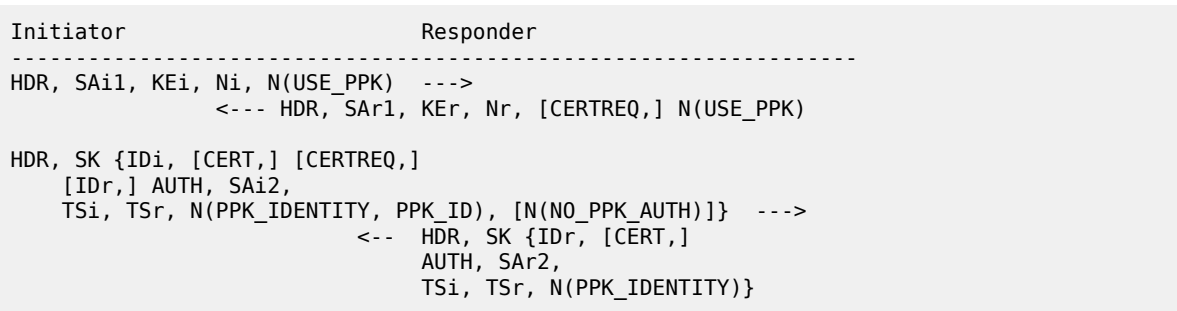 Initiator                         Responder
------------------------------------------------------------------
HDR, SAi1, KEi, Ni, N(USE_PPK)  --->
                <--- HDR, SAr1, KEr, Nr, [CERTREQ,] N(USE_PPK)
HDR, SK {IDi, [CERT,] [CERTREQ,]
    [IDr,] AUTH, SAi2,
    TSi, TSr, N(PPK_IDENTITY, PPK_ID), [N(NO_PPK_AUTH)]}  --->
                           <--  HDR, SK {IDr, [CERT,]
                                AUTH, SAr2,
                                TSi, TSr, N(PPK_IDENTITY)}